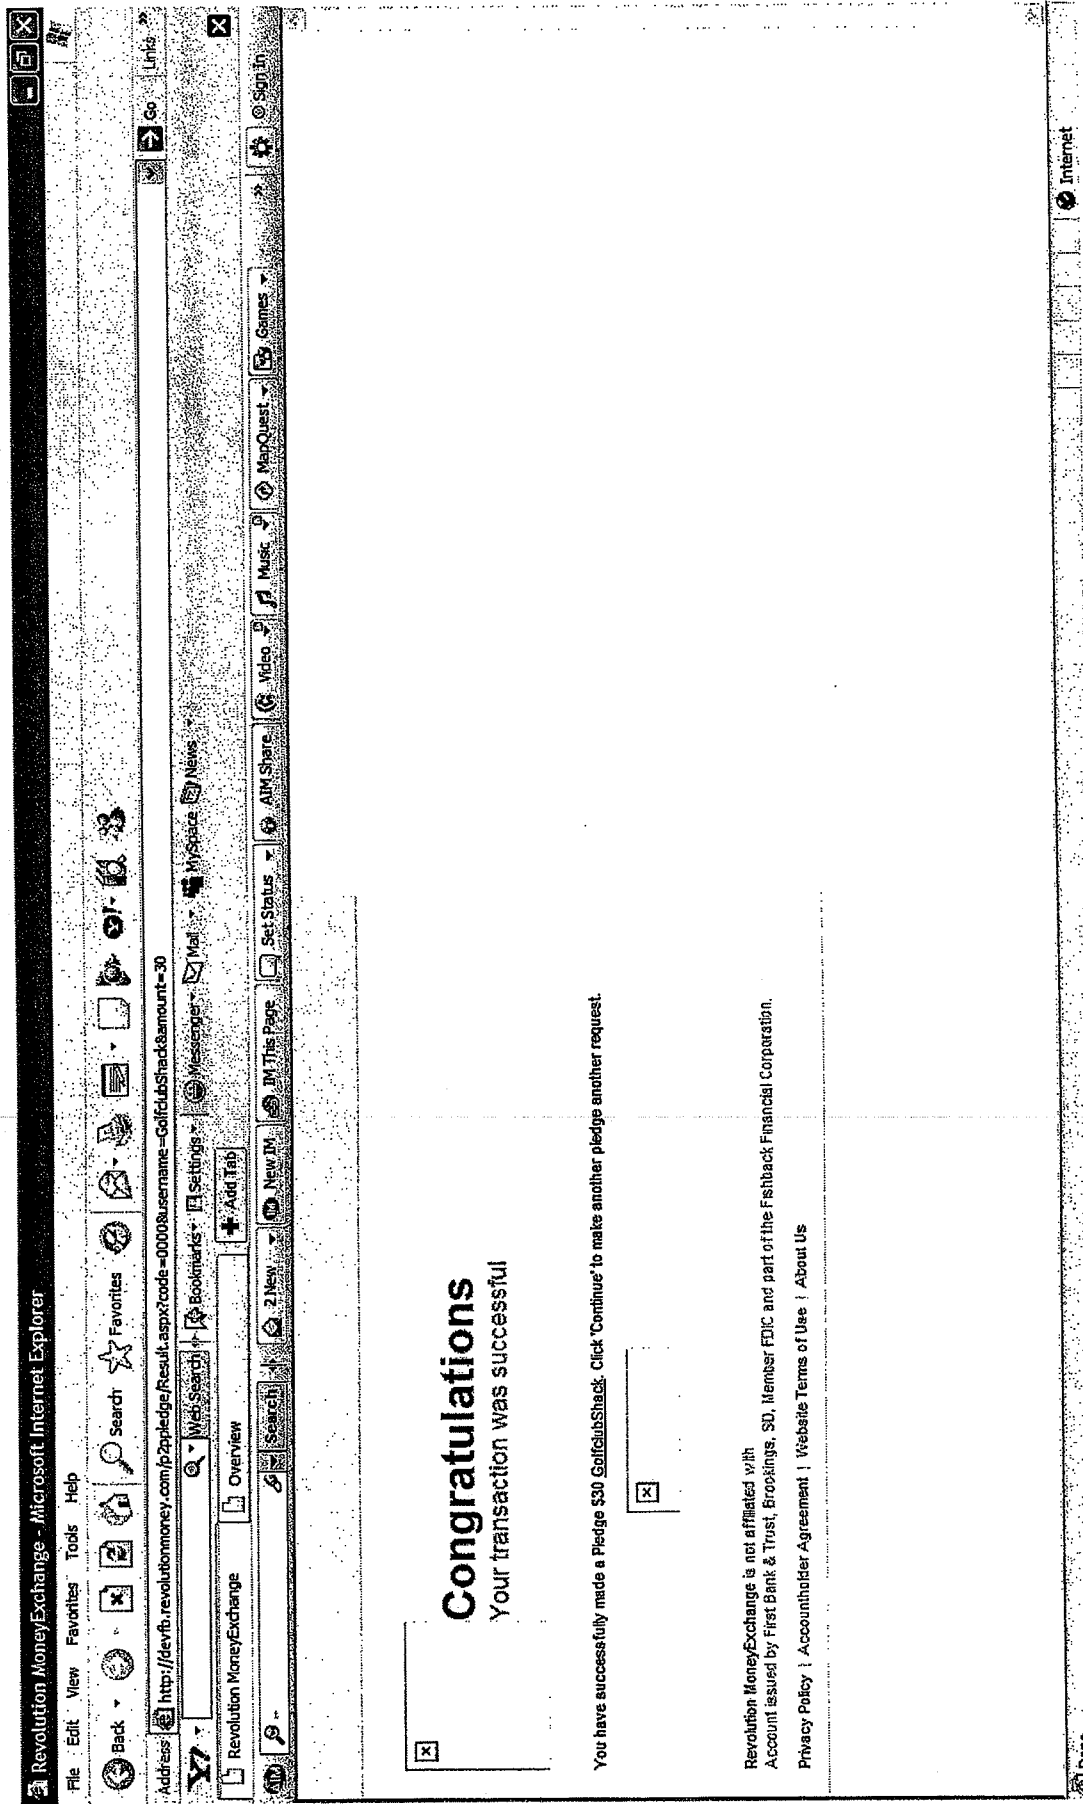 Revolution MoneyExchange - Microsoft Internet Explorer
File Edit View Favorites Tools Help
Back Search Favorites
Address http://devfb.revolutionmoney.com/p2ppledge/Result.aspx?code=0000&username=GolfclubShack&amount=30 Go Links »
Y! Web Search Bookmarks Settings Messenger Mail MySpace News
Revolution MoneyExchange Overview Add Tab
AIM Search 2 New New IM IM This Page Set Status AIM Share Video Music MapQuest Games » Sign In
Congratulations
Your transaction was successful
You have successfully made a Pledge $30 GolfclubShack. Click 'Continue' to make another pledge another request.
Revolution MoneyExchange is not affiliated with
Account issued by First Bank & Trust, Brookings, SD, Member FDIC and part of the Fishback Financial Corporation.
Privacy Policy | Accountholder Agreement | Website Terms of Use | About Us
Done Internet